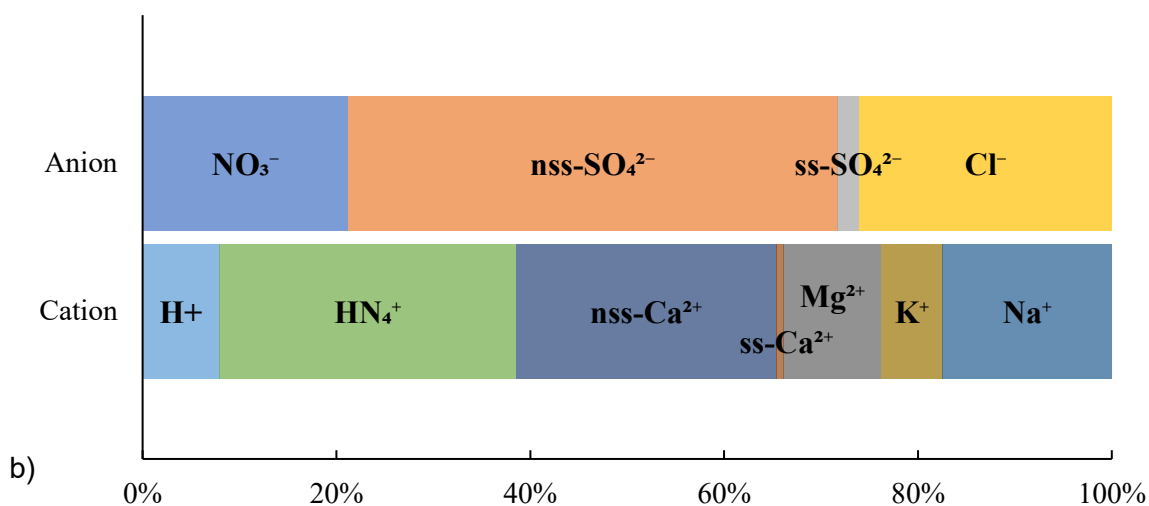 Anion
NO₃⁻
nss-SO₄²⁻
ss-SO₄²⁻
Cl⁻
Cation
H+
HN₄⁺
nss-Ca²⁺
ss-Ca²⁺
Mg²⁺
K⁺
Na⁺
b)
0% 20% 40% 60% 80% 100%